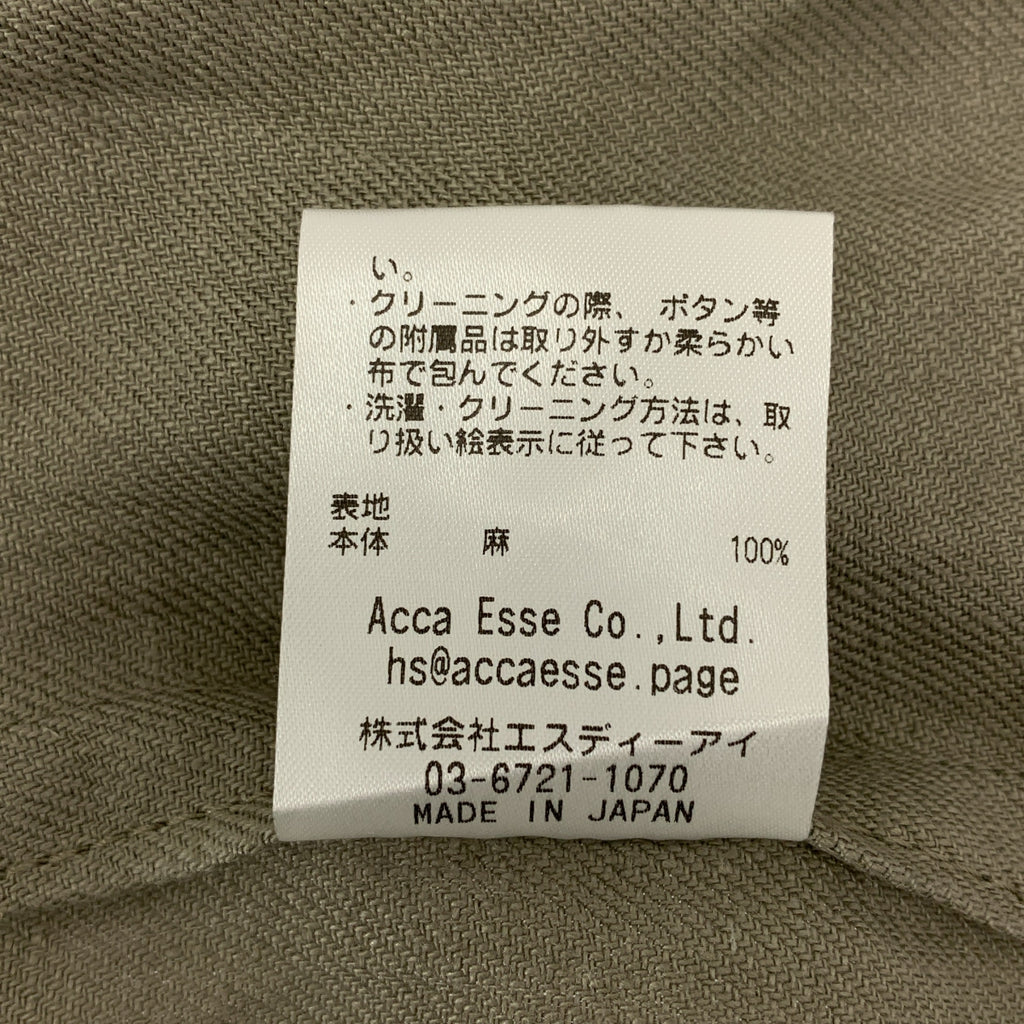 い。
・クリーニングの際、 ボタン等
の附属品は取り外すか柔らかい
布で包んでください。
・洗濯・クリーニング方法は、取
り扱い絵表示に従って下さい。
表地
本体 麻 100%
Acca Esse Co.,Ltd.
hs@accaesse.page
株式会社エスディーアイ
03-6721-1070
MADE IN JAPAN